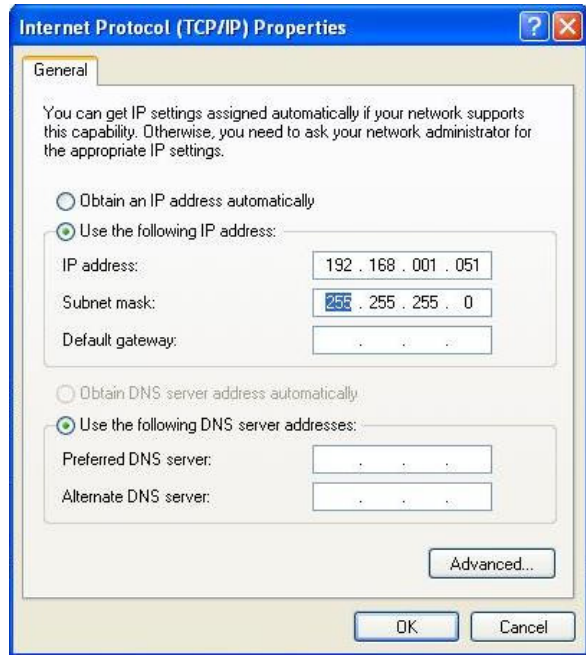 Internet Protocol (TCP/IP) Properties
General
You can get IP settings assigned automatically if your network supports
this capability. Otherwise, you need to ask your network administrator for
the appropriate IP settings.
Obtain an IP address automatically
Use the following IP address:
IP address: 192 . 168 . 001 . 051
Subnet mask: 255 . 255 . 255 . 0
Default gateway: . . .
Obtain DNS server address automatically
Use the following DNS server addresses:
Preferred DNS server: . . .
Alternate DNS server: . . .
Advanced...
OK Cancel